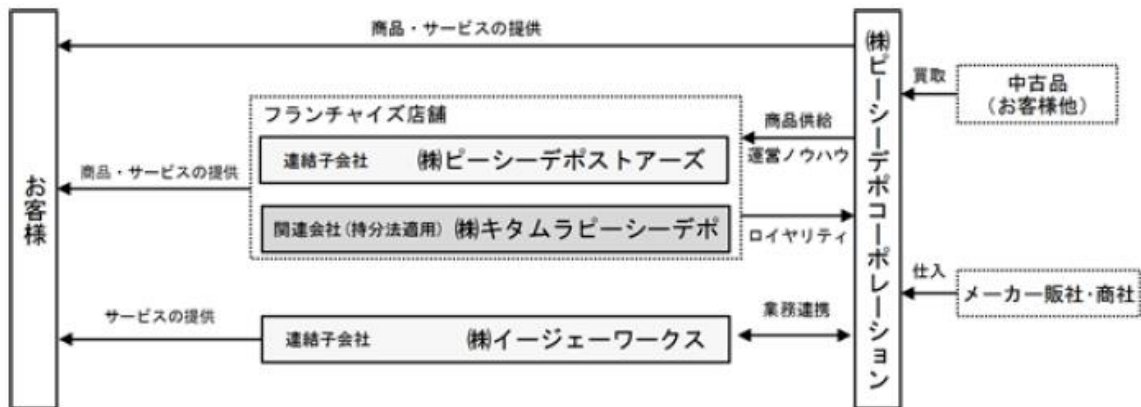 商品・サービスの提供
㈱ピーシーデポコーポレーション
買取
中古品
（お客様他）
フランチャイズ店舗
商品供給
連結子会社 ㈱ピーシーデポストアーズ
運営ノウハウ
商品・サービスの提供
お客様
関連会社（持分法適用） ㈱キタムラピーシーデポ
ロイヤリティ
仕入
メーカー販社・商社
サービスの提供
業務連携
連結子会社 ㈱イージェーワークス